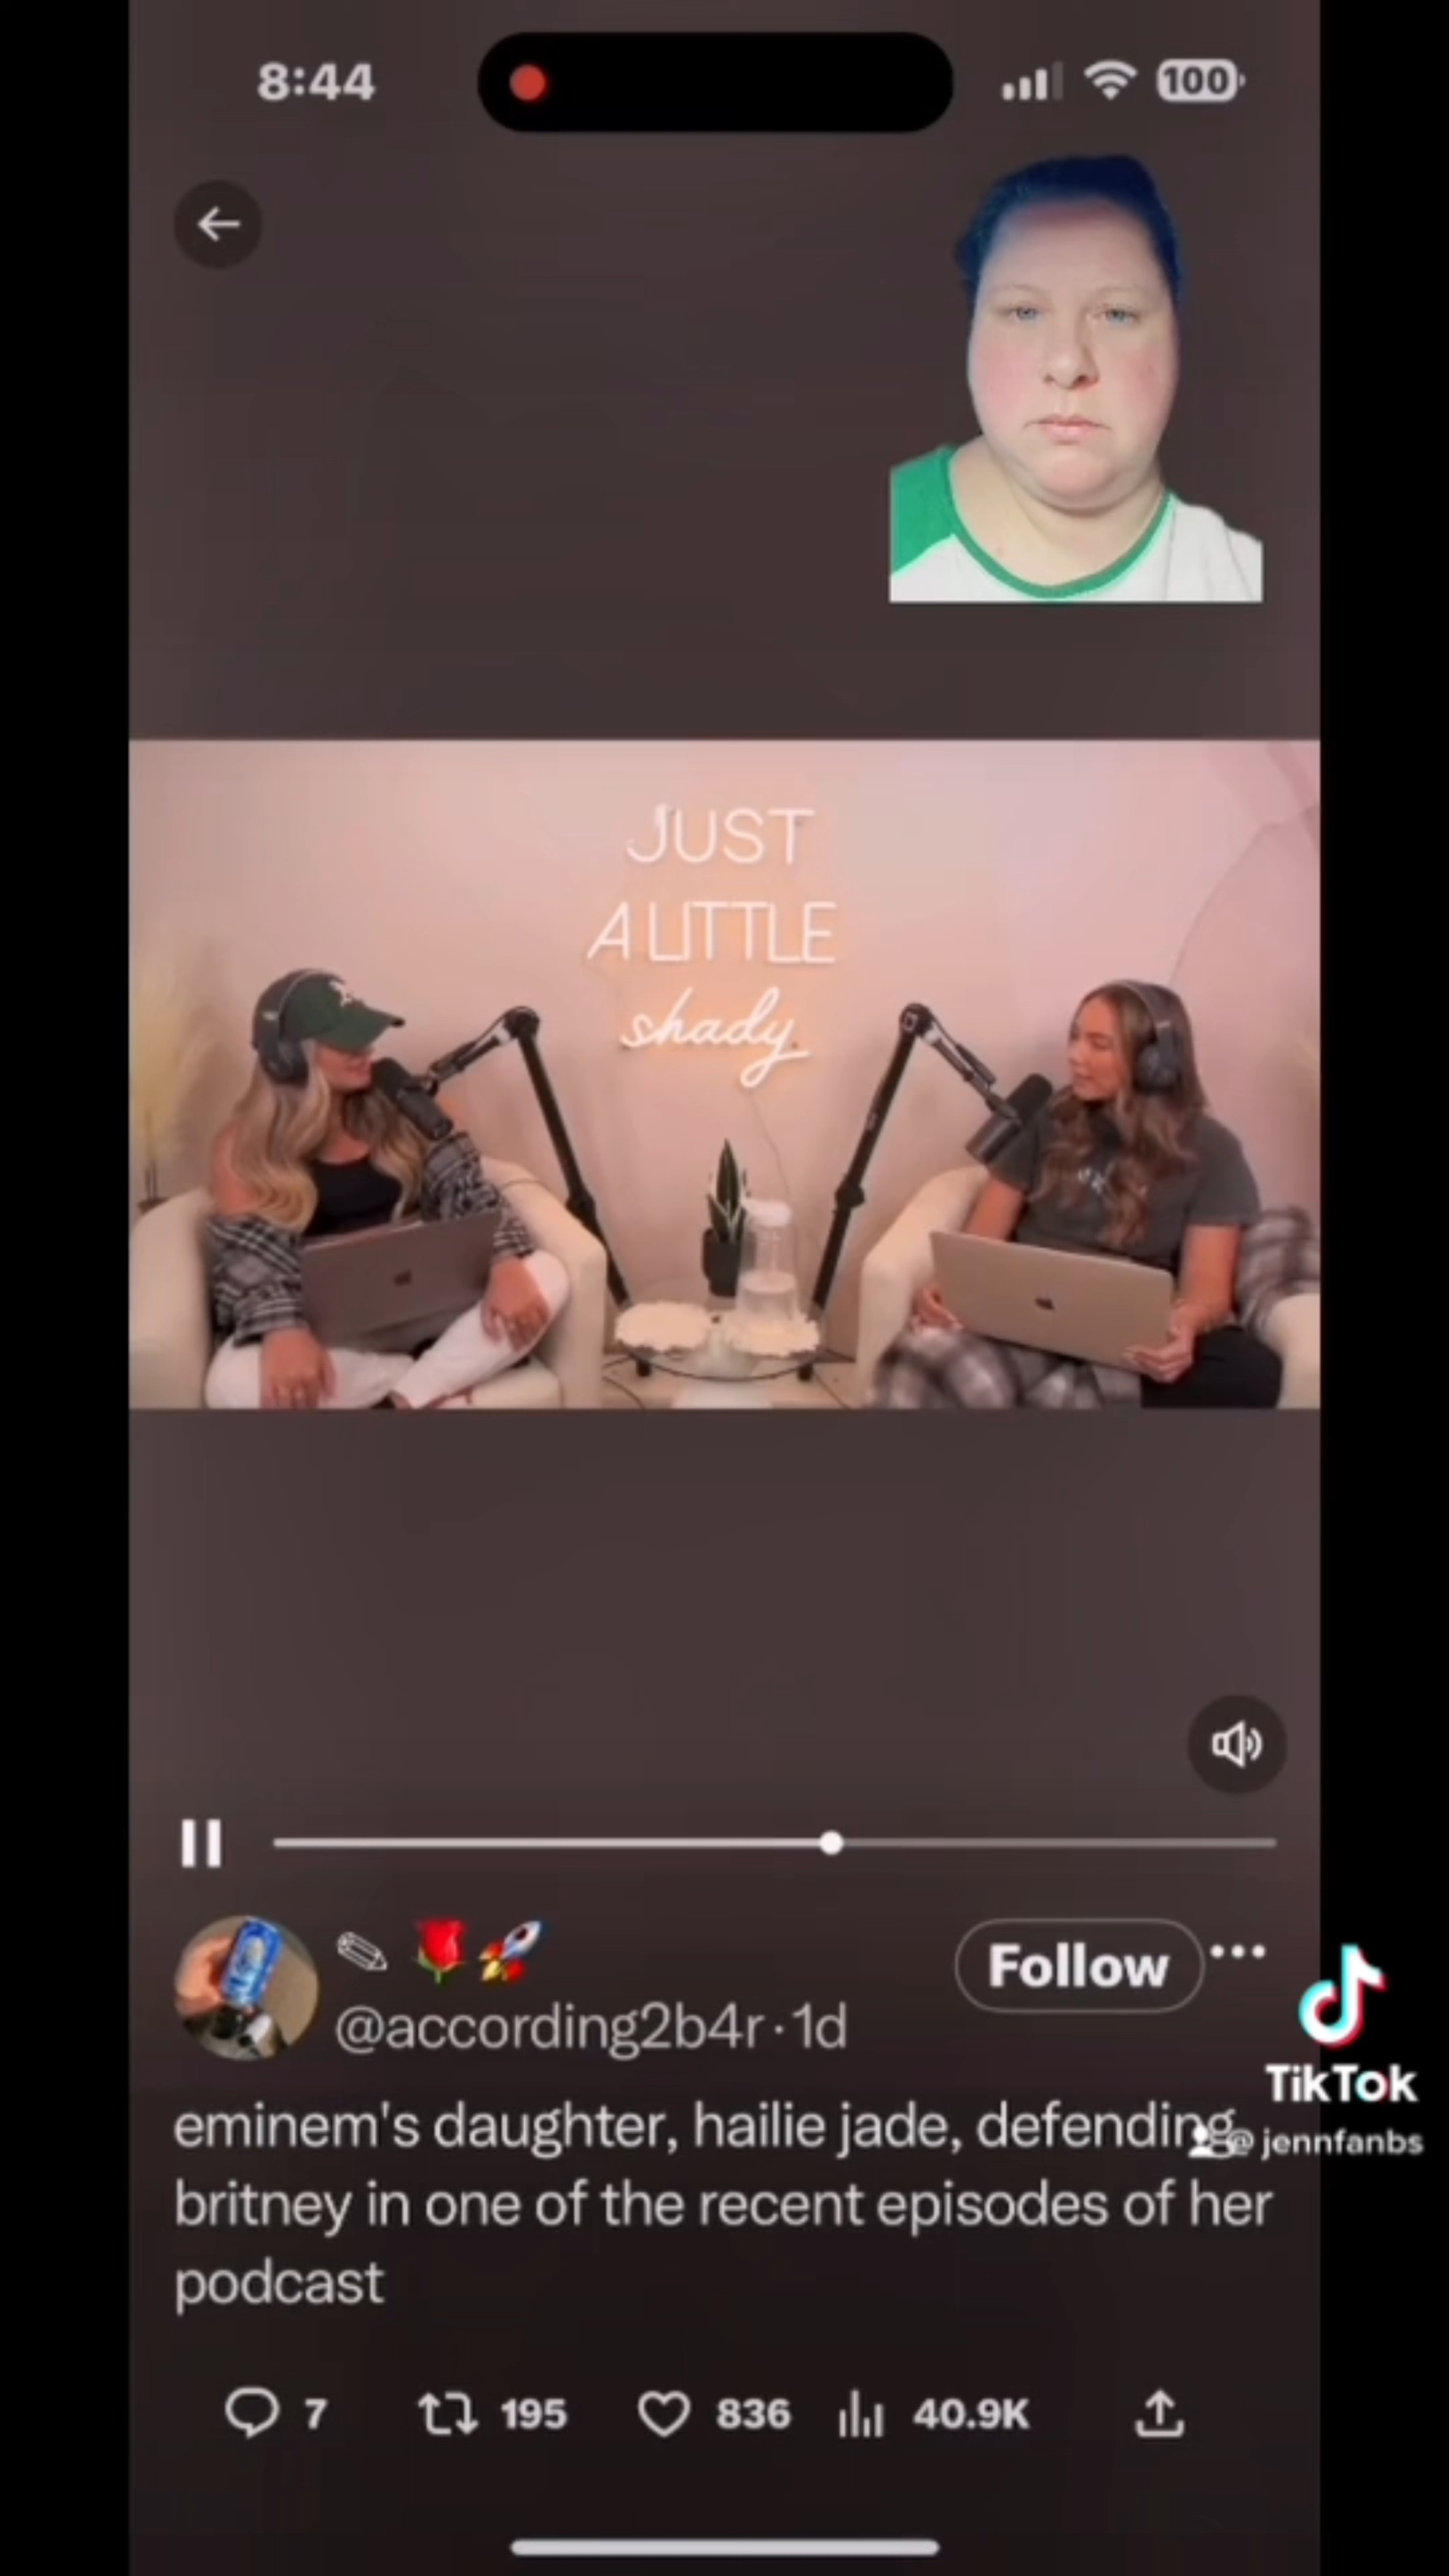 8:44
100
JUST
A LITTLE
shady
✏ 🌹🚀
@according2b4r · 1d
Follow
eminem's daughter, hailie jade, defending
britney in one of the recent episodes of her
podcast
TikTok
@ jennfanbs
7 195 836 40.9K